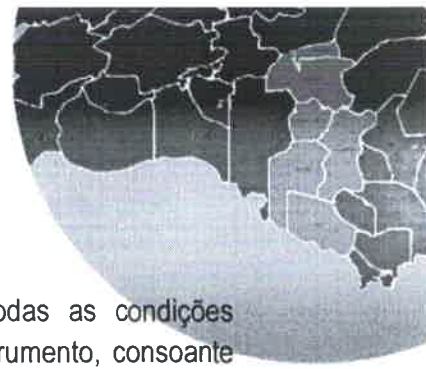 odas as condições
rumento, consoante